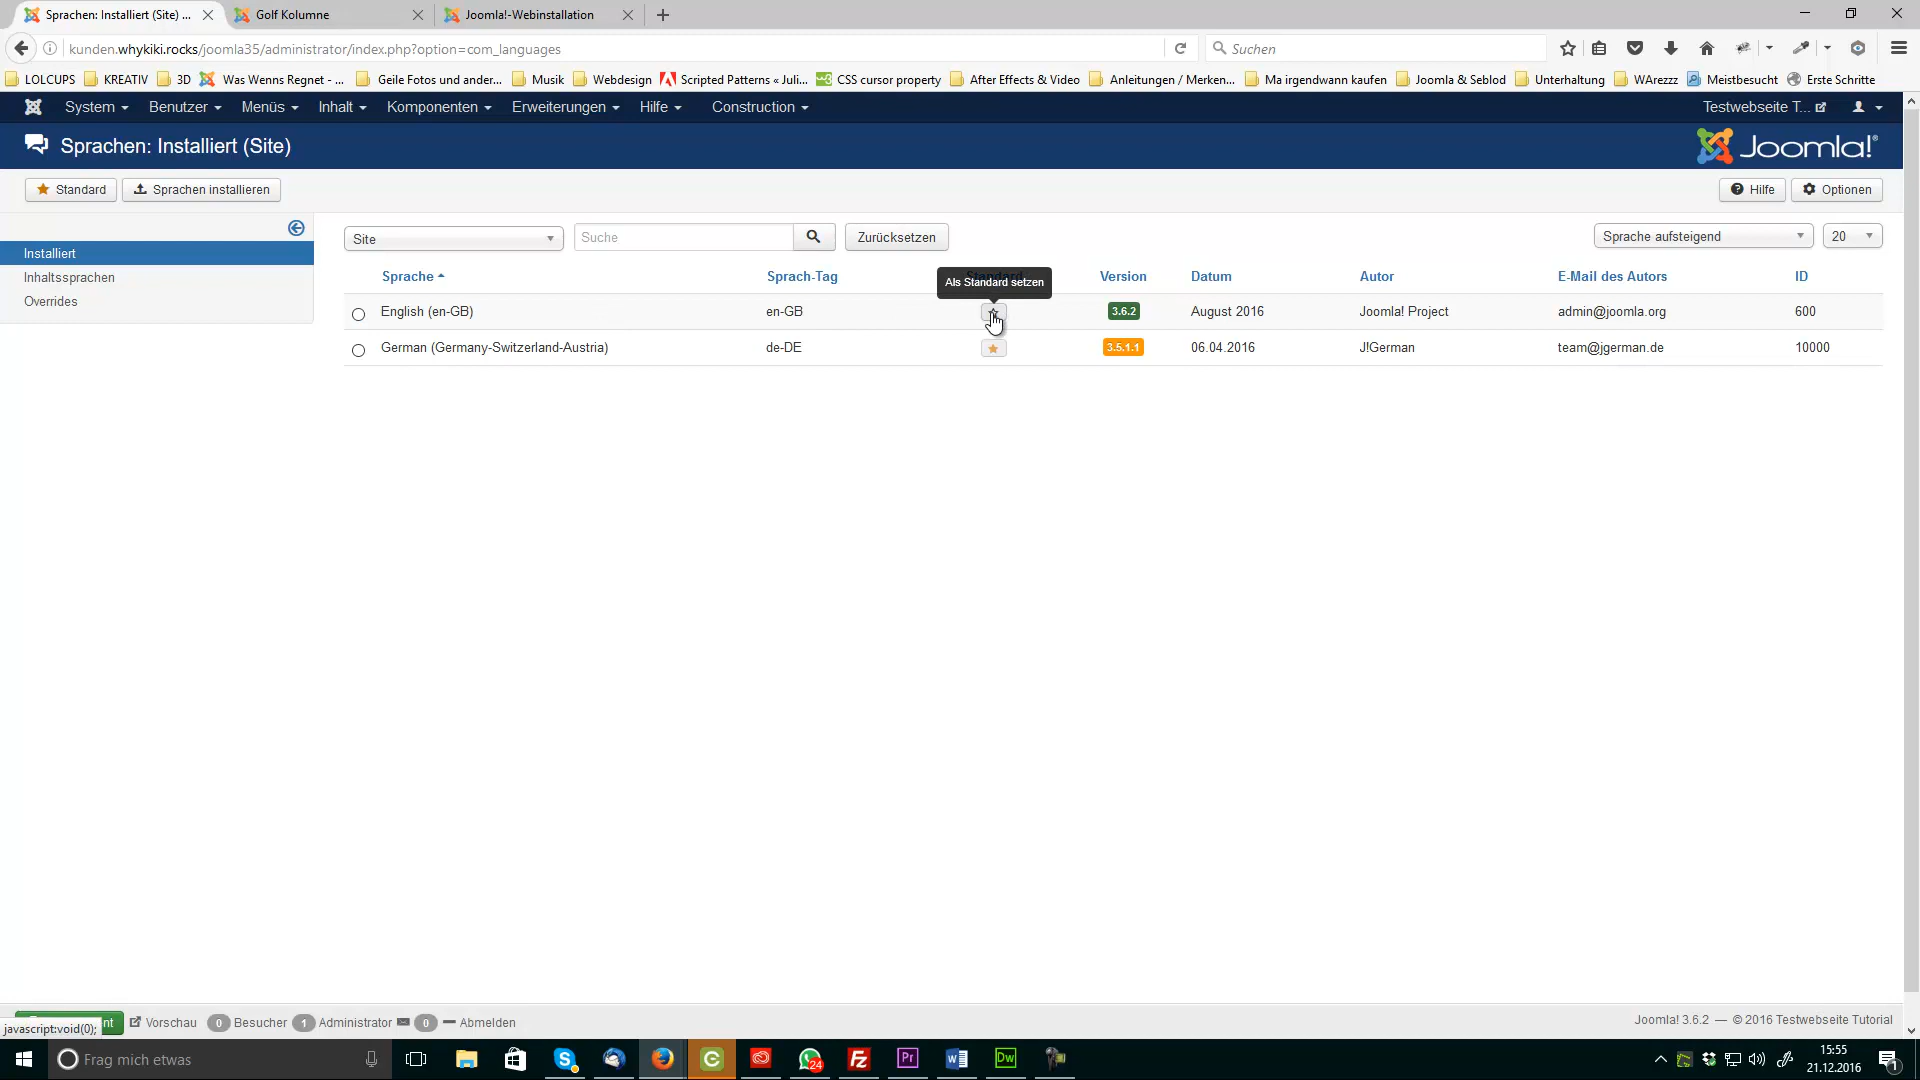 Sprachen: Installiert (Site) ...
Golf Kolumne
Joomla!-Webinstallation
kunden.whykiki.rocks/joomla35/administrator/index.php?option=com_languages
Suchen
LOLCUPS
KREATIV
3D
Was Wenns Regnet - ...
Geile Fotos und ander...
Musik
Webdesign
Scripted Patterns « Juli...
CSS cursor property
After Effects & Video
Anleitungen / Merken...
Ma irgendwann kaufen
Joomla & Seblod
Unterhaltung
WArezzz
Meistbesucht
Erste Schritte
System
Benutzer
Menüs
Inhalt
Komponenten
Erweiterungen
Hilfe
Construction
Testwebseite T...
Sprachen: Installiert (Site)
Joomla!®
Standard
Sprachen installieren
Hilfe
Optionen
Installiert
Inhaltssprachen
Overrides
Site
Suche
Zurücksetzen
Sprache aufsteigend
20
Sprache
Sprach-Tag
Standard
Version
Datum
Autor
E-Mail des Autors
ID
Als Standard setzen
English (en-GB)
en-GB
3.6.2
August 2016
Joomla! Project
admin@joomla.org
600
German (Germany-Switzerland-Austria)
de-DE
3.5.1.1
06.04.2016
J!German
team@jgerman.de
10000
javascript:void(0);
nt
Vorschau
0 Besucher
1 Administrator
0
Abmelden
Joomla! 3.6.2 — © 2016 Testwebseite Tutorial
Frag mich etwas
24
15:55
21.12.2016
1